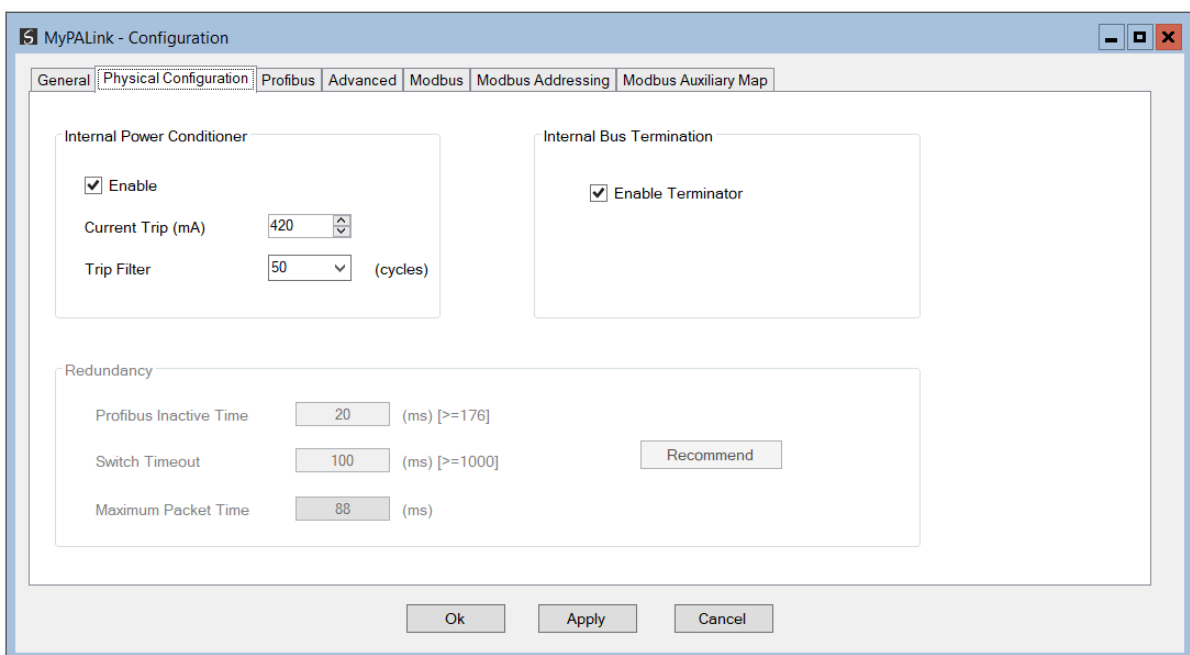 MyPALink - Configuration
General Physical Configuration Profibus Advanced Modbus Modbus Addressing Modbus Auxiliary Map
Internal Power Conditioner
Enable
Current Trip (mA) 420
Trip Filter 50 (cycles)
Internal Bus Termination
Enable Terminator
Redundancy
Profibus Inactive Time 20 (ms) [>=176]
Switch Timeout 100 (ms) [>=1000]
Recommend
Maximum Packet Time 88 (ms)
Ok Apply Cancel